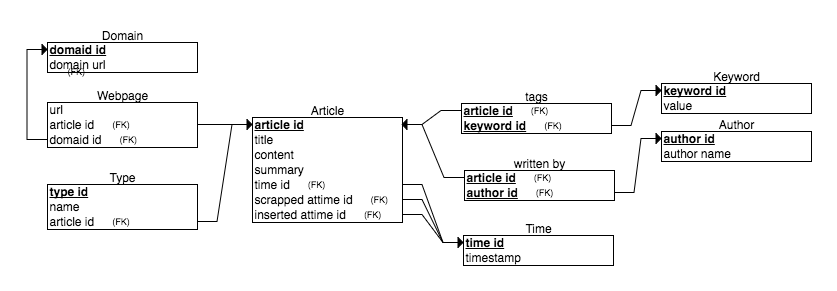 Domain
domaid id
domain url
(FK)
Webpage
url
article id (FK)
domaid id (FK)
Type
type id
name
article id (FK)
Article
article id
title
content
summary
time id (FK)
scrapped attime id (FK)
inserted attime id (FK)
tags
article id (FK)
keyword id (FK)
written by
article id (FK)
author id (FK)
Time
time id
timestamp
Keyword
keyword id
value
Author
author id
author name